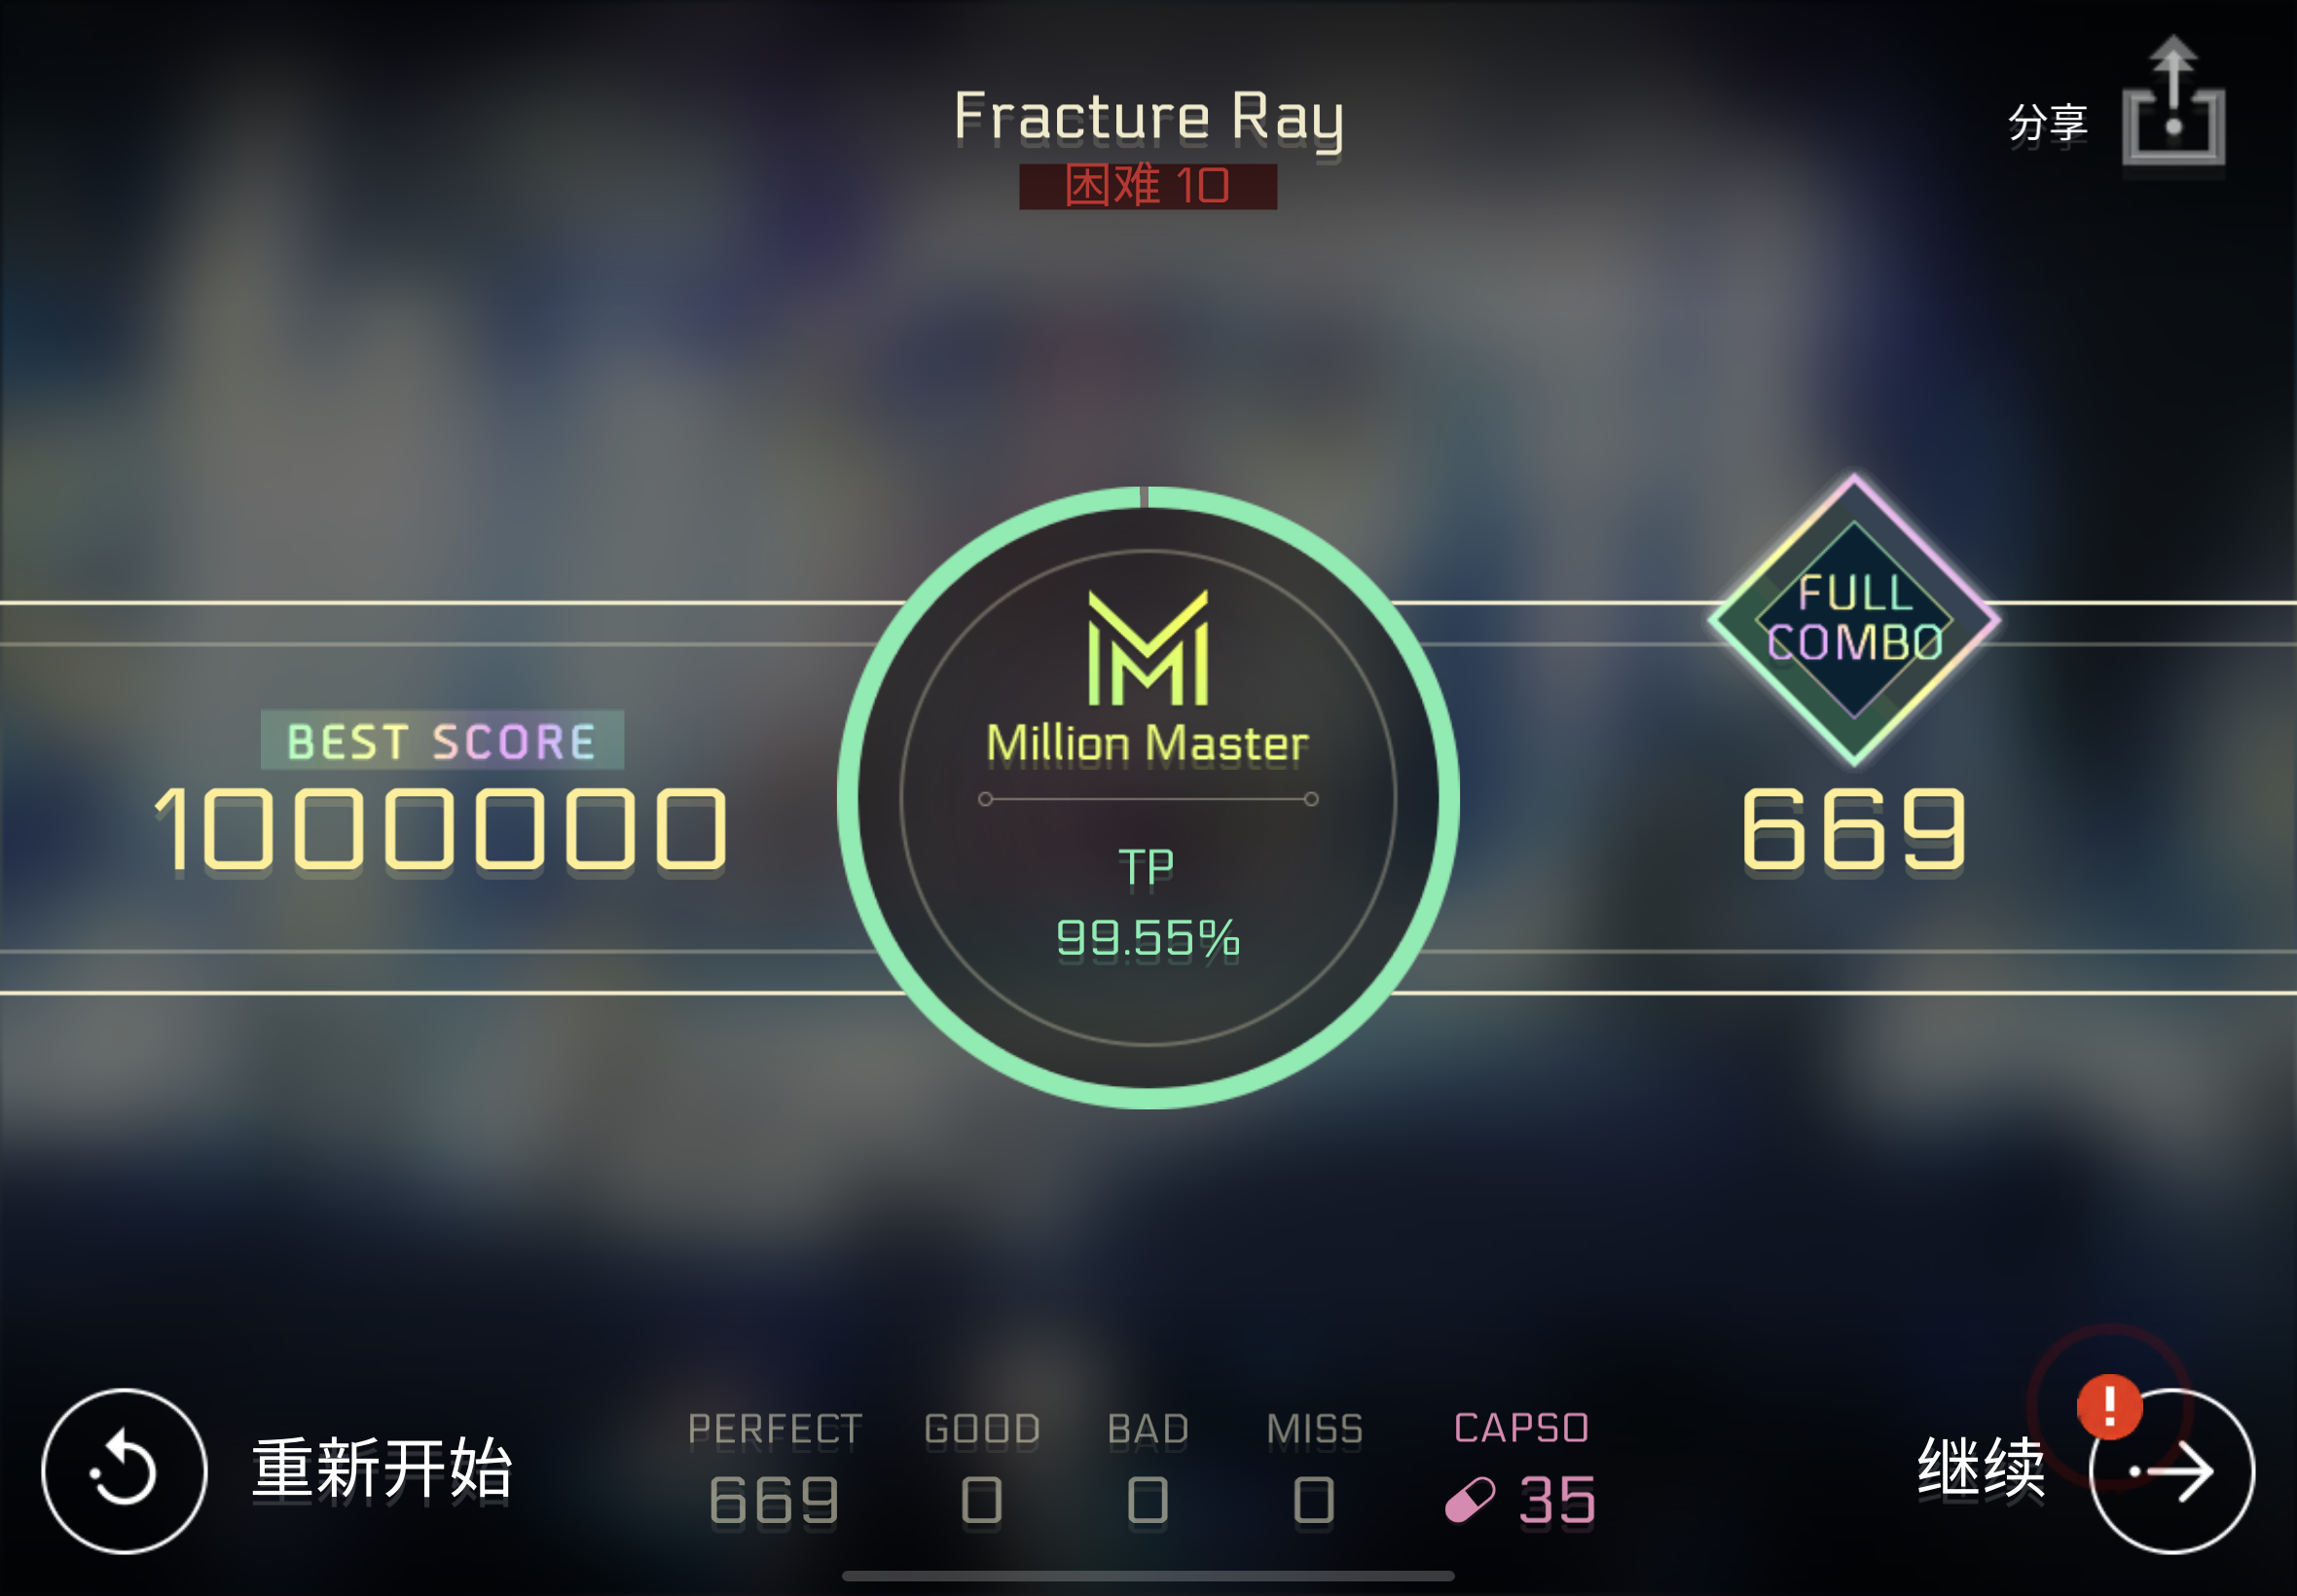 Fracture Ray
困难 10
分享
FULL
COMBO
Million Master
BEST SCORE
1000000
669
TP
99.55%
重新开始
PERFECT
669
GOOD
0
BAD
0
MISS
0
CAPSO
35
继续
!